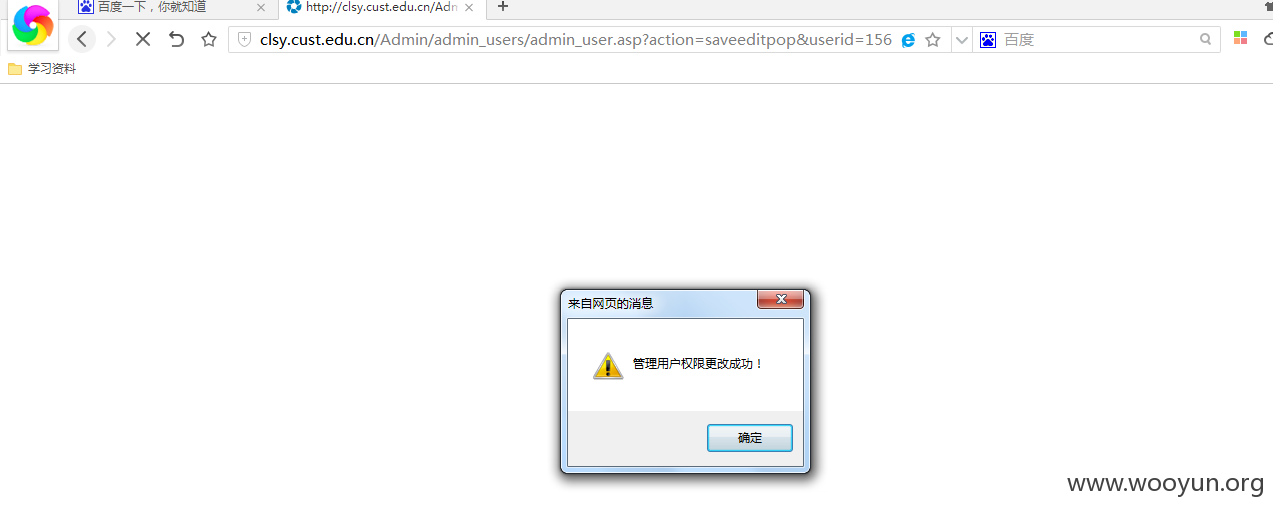 百度一下，你就知道
http://clsy.cust.edu.cn/Adn
clsy.cust.edu.cn/Admin/admin_users/admin_user.asp?action=saveeditpop&userid=156
百度
学习资料
来自网页的消息
管理用户权限更改成功！
确定
www.wooyun.org